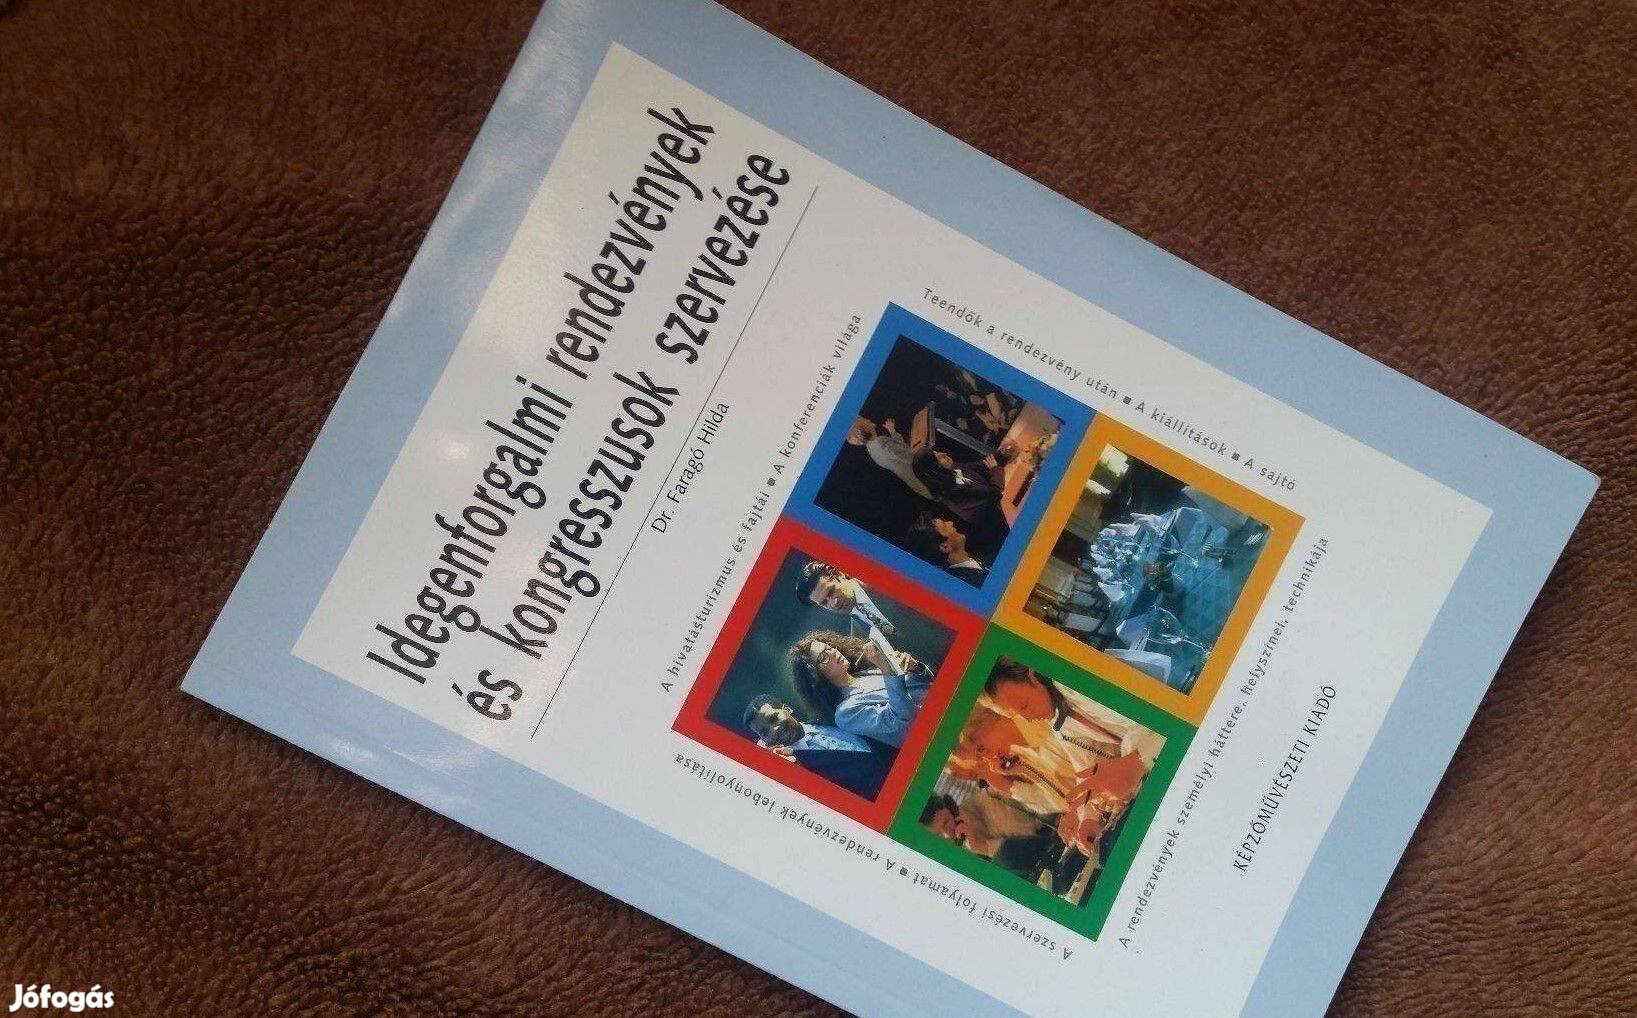 Idegenforgalmi rendezvények
és kongresszusok szervezése
Dr. Faragó Hilda
A hivatásturizmus és fajtái ■ A konferenciák világa
Teendők a rendezvény után ■ A kiállítások ■ A sajtó
A szervezési folyamat ■ A rendezvények lebonyolítása
A rendezvények személyi háttere, helyszínei, technikája
KÉPZŐMŰVÉSZETI KIADÓ
Jófogás